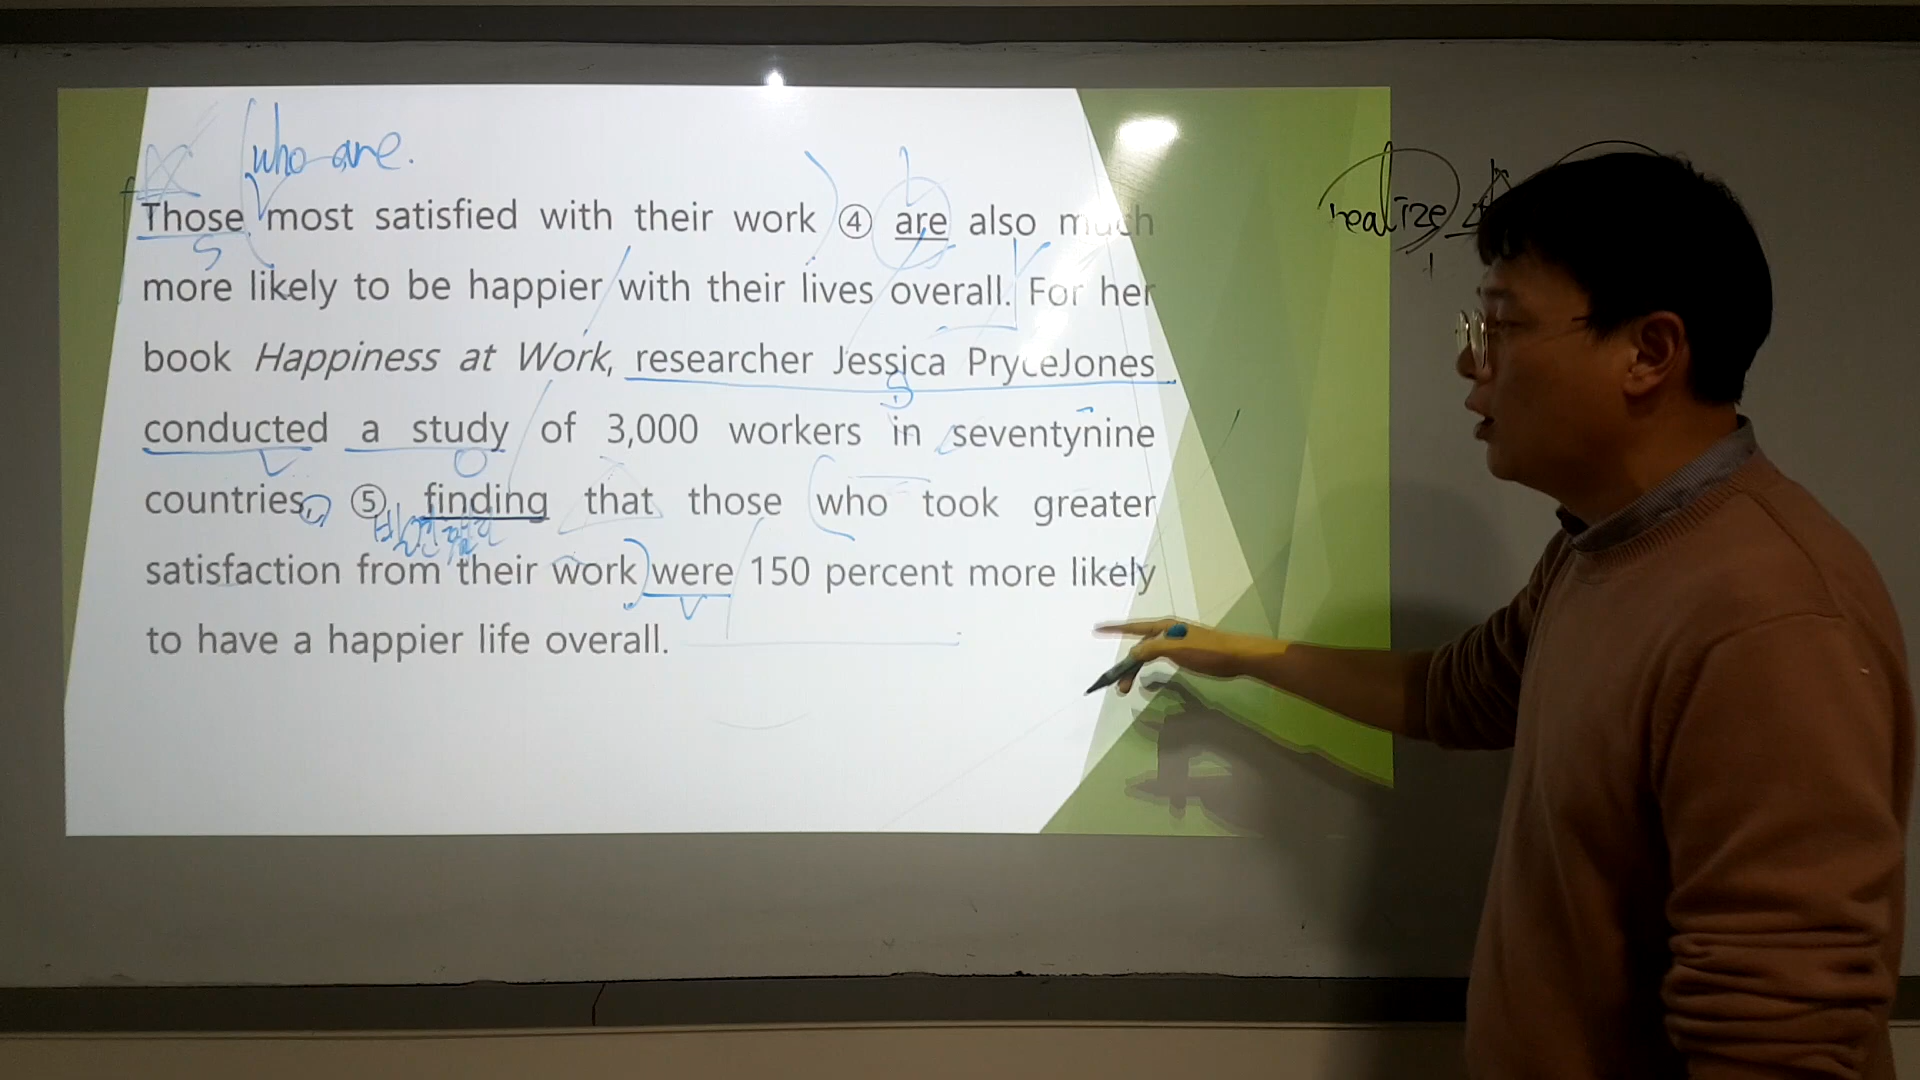 who are.
Those most satisfied with their work ④ are also much
more likely to be happier with their lives overall. For her
book Happiness at Work, researcher Jessica PryceJones
conducted a study of 3,000 workers in seventynine
countries, ⑤ finding that those who took greater
satisfaction from their work were 150 percent more likely
to have a happier life overall.
realize